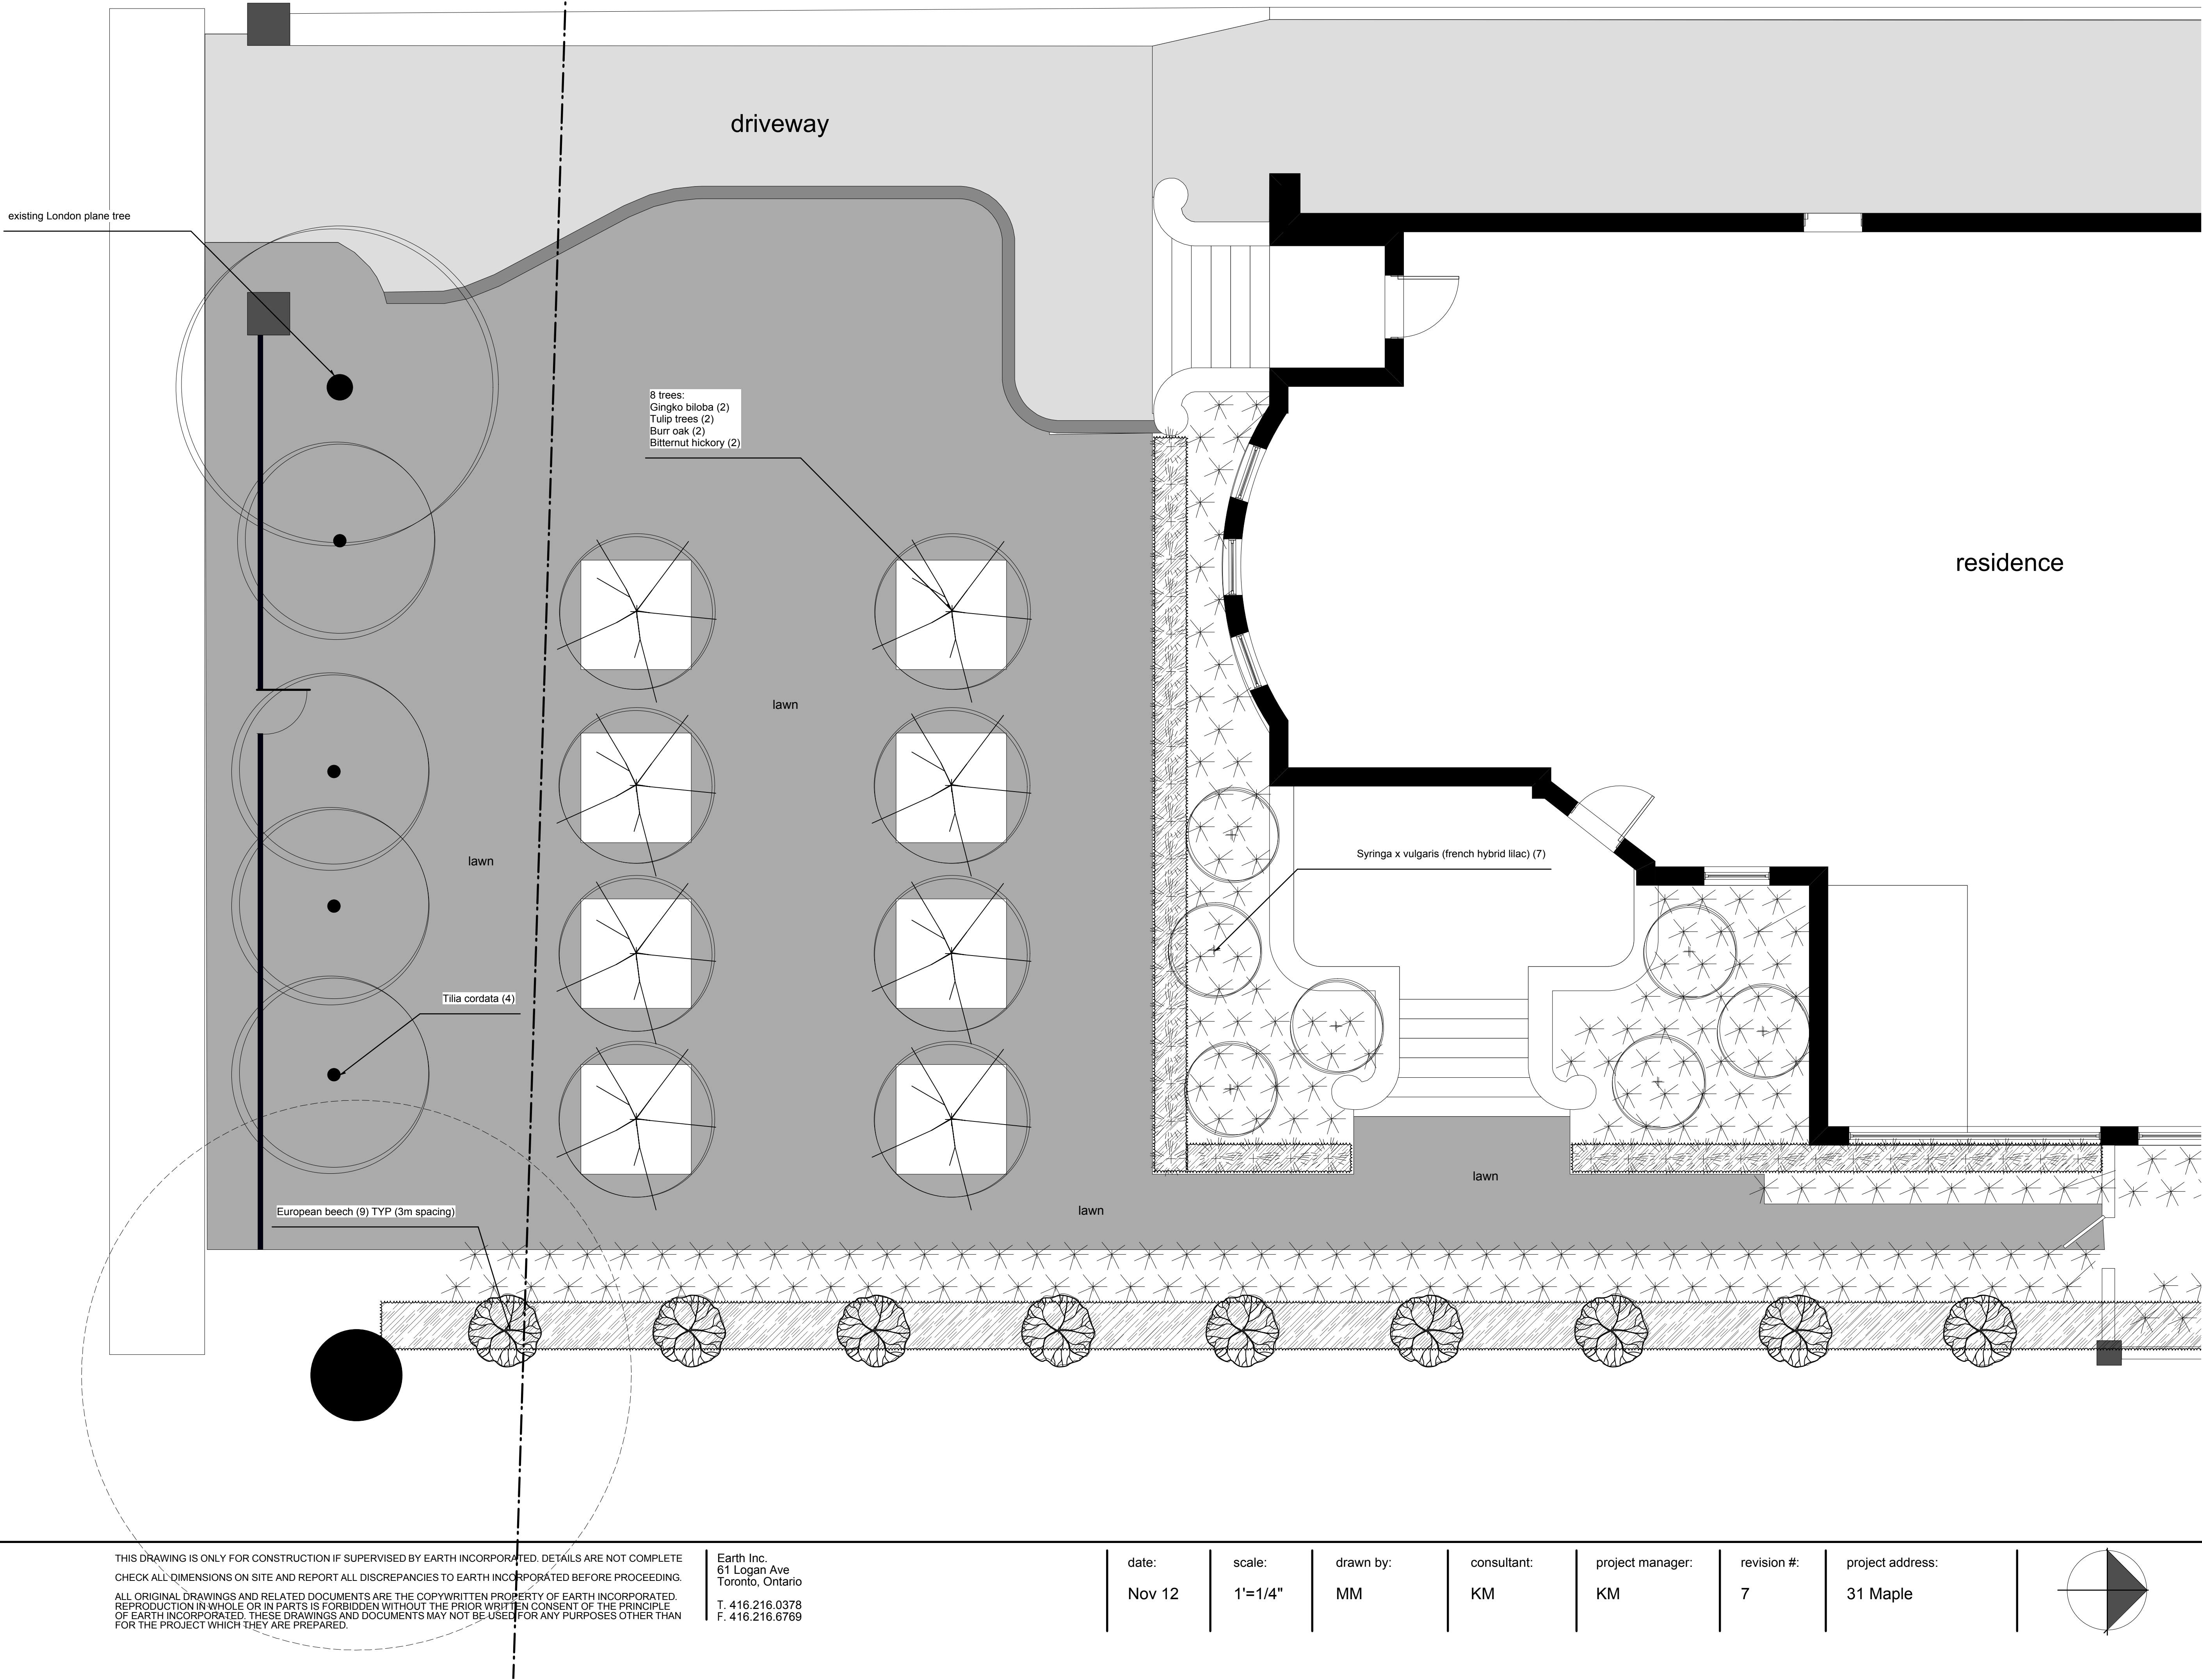 driveway
existing London plane tree
8 trees:
Gingko biloba (2)
Tulip trees (2)
Burr oak (2)
Bitternut hickory (2)
residence
lawn
Syringa x vulgaris (french hybrid lilac) (7)
lawn
Tilia cordata (4)
lawn
European beech (9) TYP (3m spacing)
lawn
THIS DRAWING IS ONLY FOR CONSTRUCTION IF SUPERVISED BY EARTH INCORPORATED. DETAILS ARE NOT COMPLETE
CHECK ALL DIMENSIONS ON SITE AND REPORT ALL DISCREPANCIES TO EARTH INCORPORATED BEFORE PROCEEDING.
ALL ORIGINAL DRAWINGS AND RELATED DOCUMENTS ARE THE COPYWRITTEN PROPERTY OF EARTH INCORPORATED.
REPRODUCTION IN WHOLE OR IN PARTS IS FORBIDDEN WITHOUT THE PRIOR WRITTEN CONSENT OF THE PRINCIPLE
OF EARTH INCORPORATED. THESE DRAWINGS AND DOCUMENTS MAY NOT BE USED FOR ANY PURPOSES OTHER THAN
FOR THE PROJECT WHICH THEY ARE PREPARED.
Earth Inc.
61 Logan Ave
Toronto, Ontario
T. 416.216.0378
F. 416.216.6769
date:
Nov 12
scale:
1'=1/4"
drawn by:
MM
consultant:
KM
project manager:
KM
revision #:
7
project address:
31 Maple